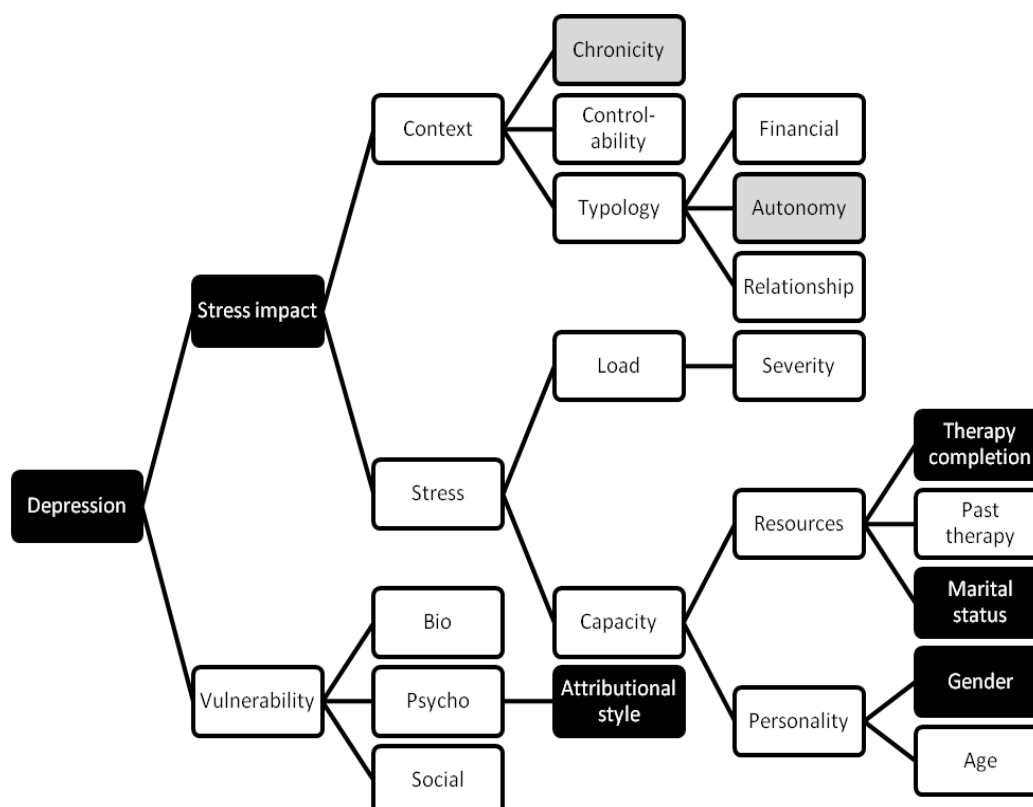 Chronicity
Context
Control-
ability
Financial
Typology
Autonomy
Stress impact
Relationship
Load
Severity
Therapy
completion
Depression
Stress
Resources
Past
therapy
Bio
Capacity
Marital
status
Vulnerability
Psycho
Attributional
style
Personality
Gender
Social
Age